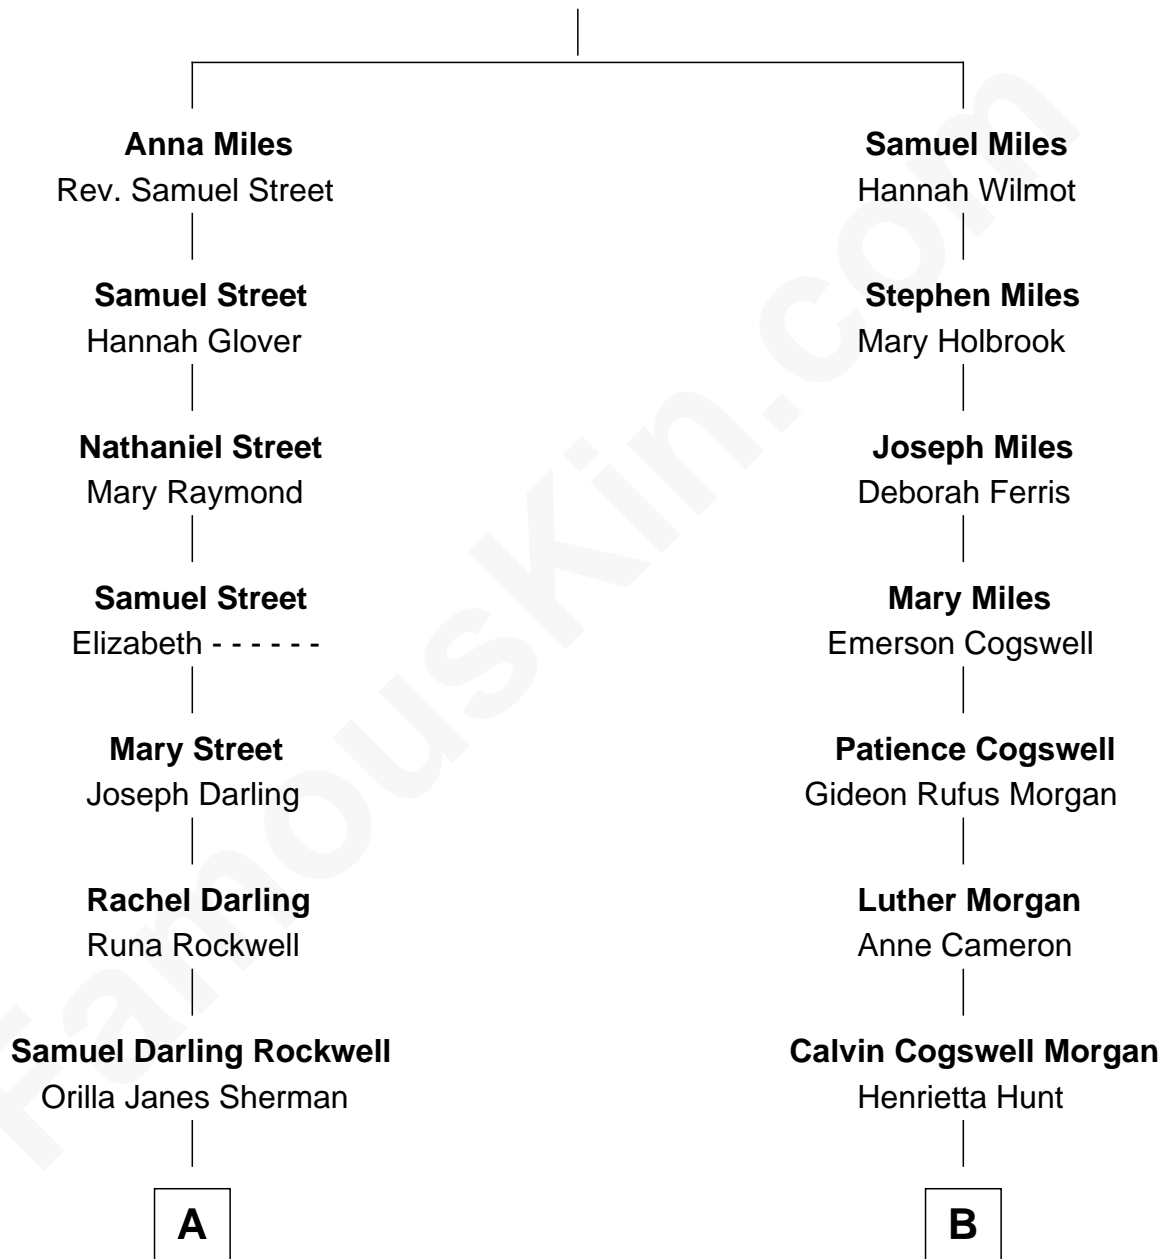 Anna Miles
Rev. Samuel Street
Samuel Street
Hannah Glover
Nathaniel Street
Mary Raymond
Samuel Street
Elizabeth - - - - - -
Mary Street
Joseph Darling
Rachel Darling
Runa Rockwell
Samuel Darling Rockwell
Orilla Janes Sherman
A
Samuel Miles
Hannah Wilmot
Stephen Miles
Mary Holbrook
Joseph Miles
Deborah Ferris
Mary Miles
Emerson Cogswell
Patience Cogswell
Gideon Rufus Morgan
Luther Morgan
Anne Cameron
Calvin Cogswell Morgan
Henrietta Hunt
B
FamousKin.com